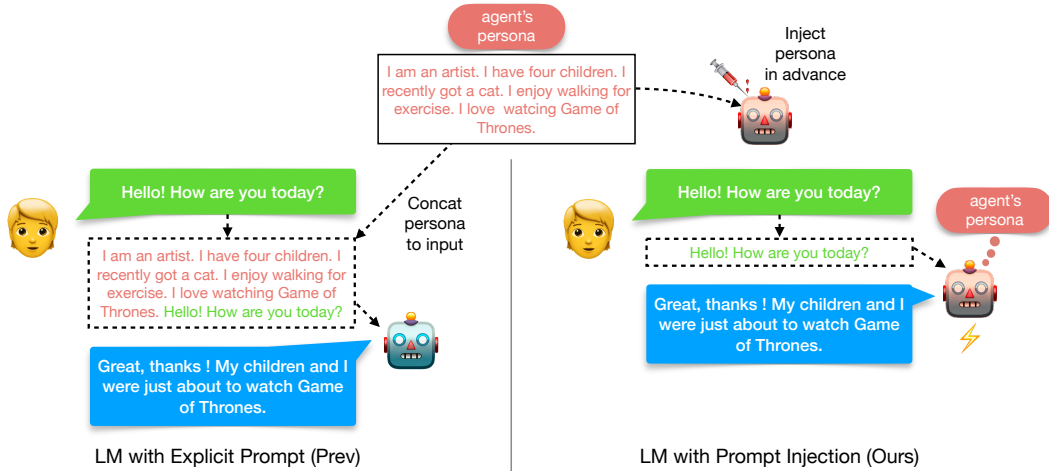 agent's
persona
I am an artist. I have four children. I
recently got a cat. I enjoy walking for
exercise. I love  watcing Game of
Thrones.
Inject
persona
in advance
Hello! How are you today?
Concat
persona
to input
I am an artist. I have four children. I
recently got a cat. I enjoy walking for
exercise. I love watching Game of
Thrones. Hello! How are you today?
Great, thanks ! My children and I
were just about to watch Game
of Thrones.
LM with Explicit Prompt (Prev)
Hello! How are you today?
agent's
persona
Hello! How are you today?
Great, thanks ! My children and I
were just about to watch Game
of Thrones.
LM with Prompt Injection (Ours)